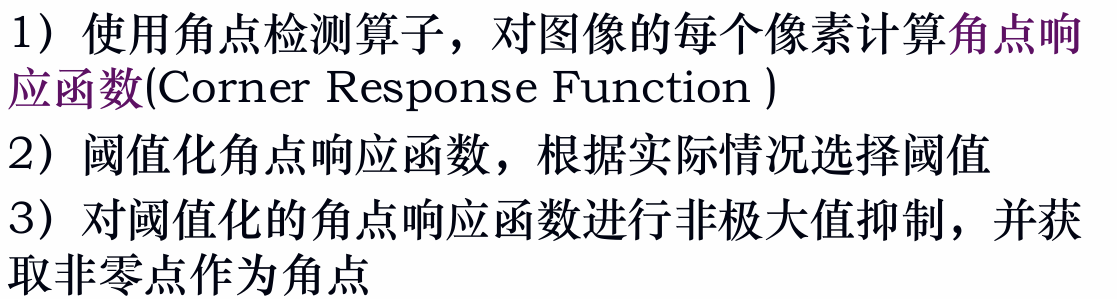 1）使用角点检测算子，对图像的每个像素计算角点响
应函数(Corner Response Function )
2）阈值化角点响应函数，根据实际情况选择阈值
3）对阈值化的角点响应函数进行非极大值抑制，并获
取非零点作为角点